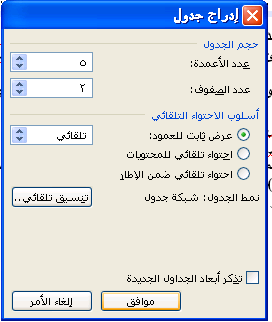 إدراج جدول
حجم الجدول
عدد الأعمدة: ٥
عدد الصفوف: ٢
أسلوب الاحتواء التلقائي
عرض ثابت للعمود: تلقائي
احتواء تلقائي للمحتويات
احتواء تلقائي ضمن الإطار
نمط الجدول: شبكة جدول تنسيق تلقائي..
تذكر أبعاد الجداول الجديدة
موافق إلغاء الأمر